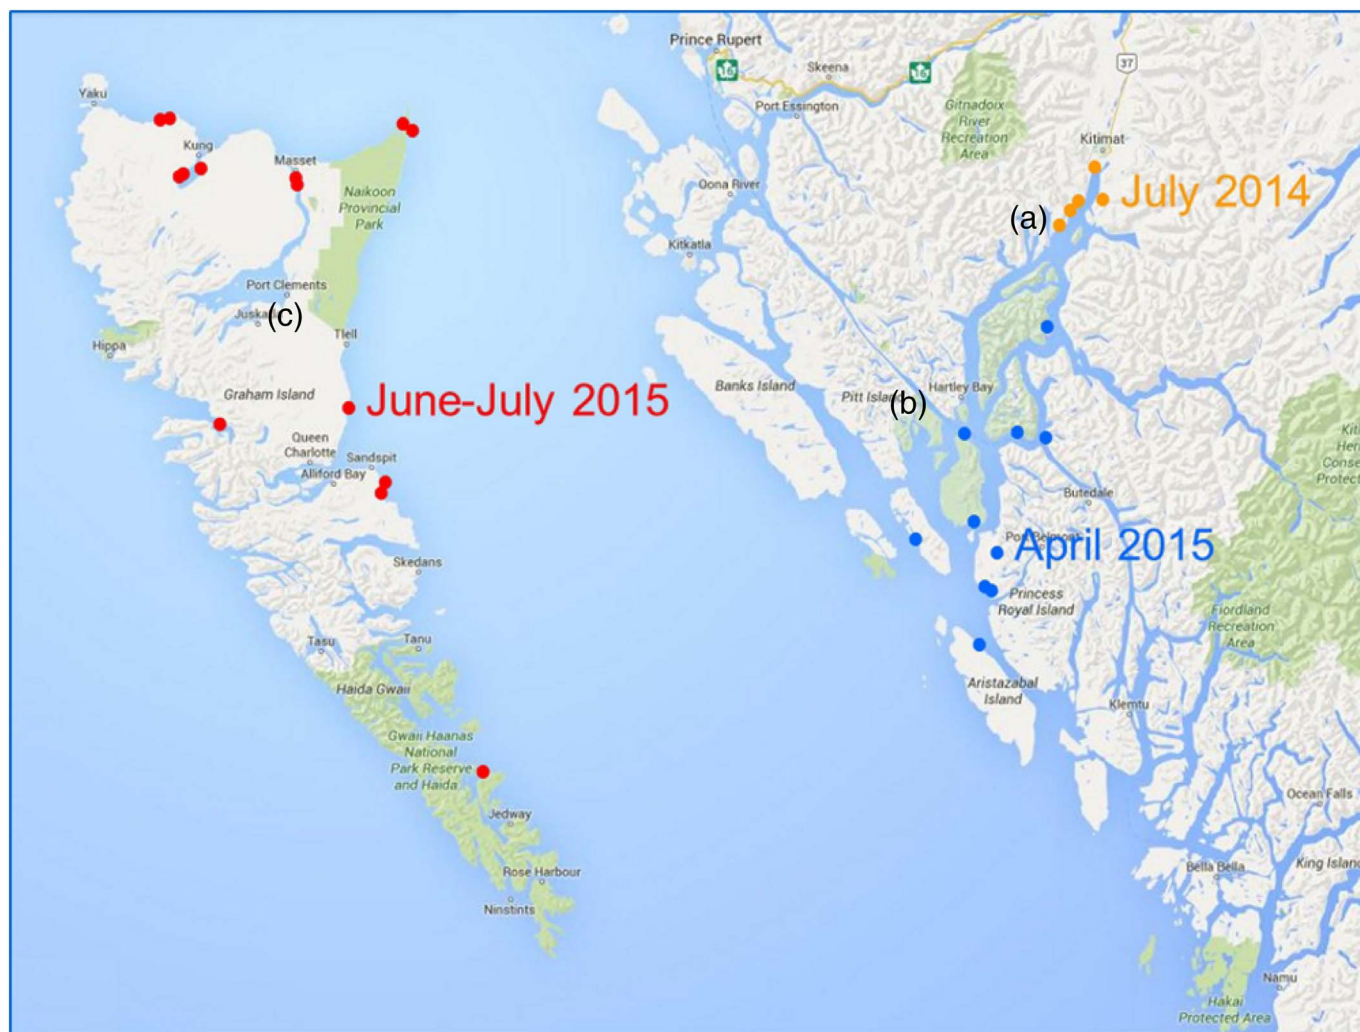 Prince Rupert
16
Skeena
16
37
Port Essington
Gitnadoix
River
Recreation
Area
Kitimat
Yaku
Kung
Masset
Naikoon
Provincial
Park
Oona River
July 2014
(a)
Kitkatla
Port Clements
(c)
Tlell
Hippa
Graham Island
June-July 2015
Banks Island
Hartley Bay
Pitt
(b)
Queen
Charlotte
Sandspit
Alliford Bay
Butedale
April 2015
Skedans
Princess
Royal Island
Fiordland
Recreation
Area
Tasu
Tanu
Haida Gwaii
Aristazabal
Island
Klemtu
Gwaii Haanas
National
Park Reserve
and Haida
Jedway
Ocean Falls
Rose Harbour
Bella Bella
King Island
Ninstints
Namu
Hakai
Protected Area